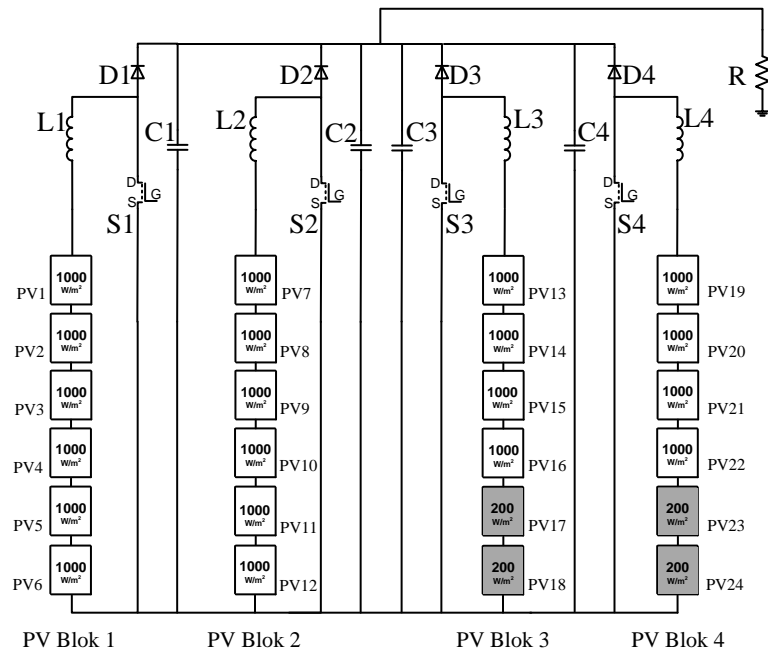 D1 D2 D3 D4 R
L1 C1 L2 C2 C3 L3 C4 L4
D D D D
G G G G
S S S S
S1 S2 S3 S4
1000 1000 1000 1000
W/m² W/m² W/m² W/m²
PV1 PV7 PV13 PV19
1000 1000 1000 1000
W/m² W/m² W/m² W/m²
PV2 PV8 PV14 PV20
1000 1000 1000 1000
W/m² W/m² W/m² W/m²
PV3 PV9 PV15 PV21
1000 1000 1000 1000
W/m² W/m² W/m² W/m²
PV4 PV10 PV16 PV22
1000 1000 200 200
W/m² W/m² W/m² W/m²
PV5 PV11 PV17 PV23
1000 1000 200 200
W/m² W/m² W/m² W/m²
PV6 PV12 PV18 PV24
PV Blok 1 PV Blok 2 PV Blok 3 PV Blok 4